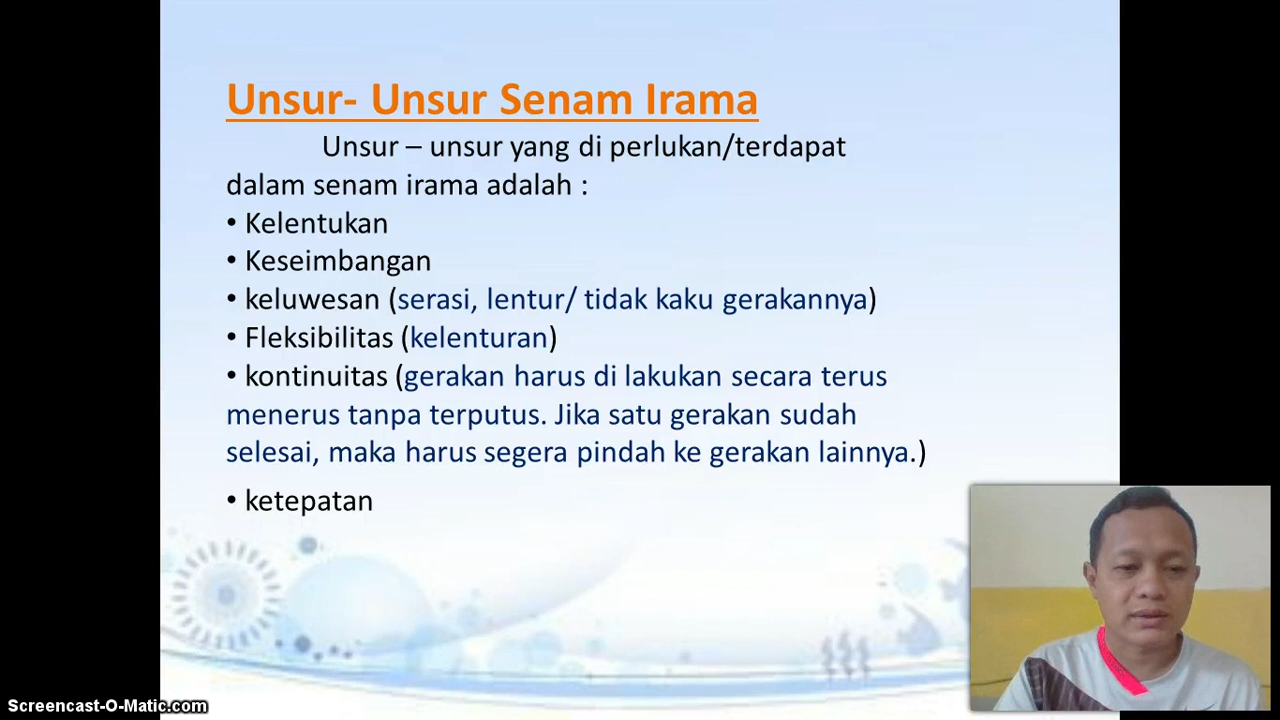 Unsur- Unsur Senam Irama
Unsur – unsur yang di perlukan/terdapat
dalam senam irama adalah :
• Kelentukan
• Keseimbangan
• keluwesan (serasi, lentur/ tidak kaku gerakannya)
• Fleksibilitas (kelenturan)
• kontinuitas (gerakan harus di lakukan secara terus
menerus tanpa terputus. Jika satu gerakan sudah
selesai, maka harus segera pindah ke gerakan lainnya.)
• ketepatan
Screencast-O-Matic.com